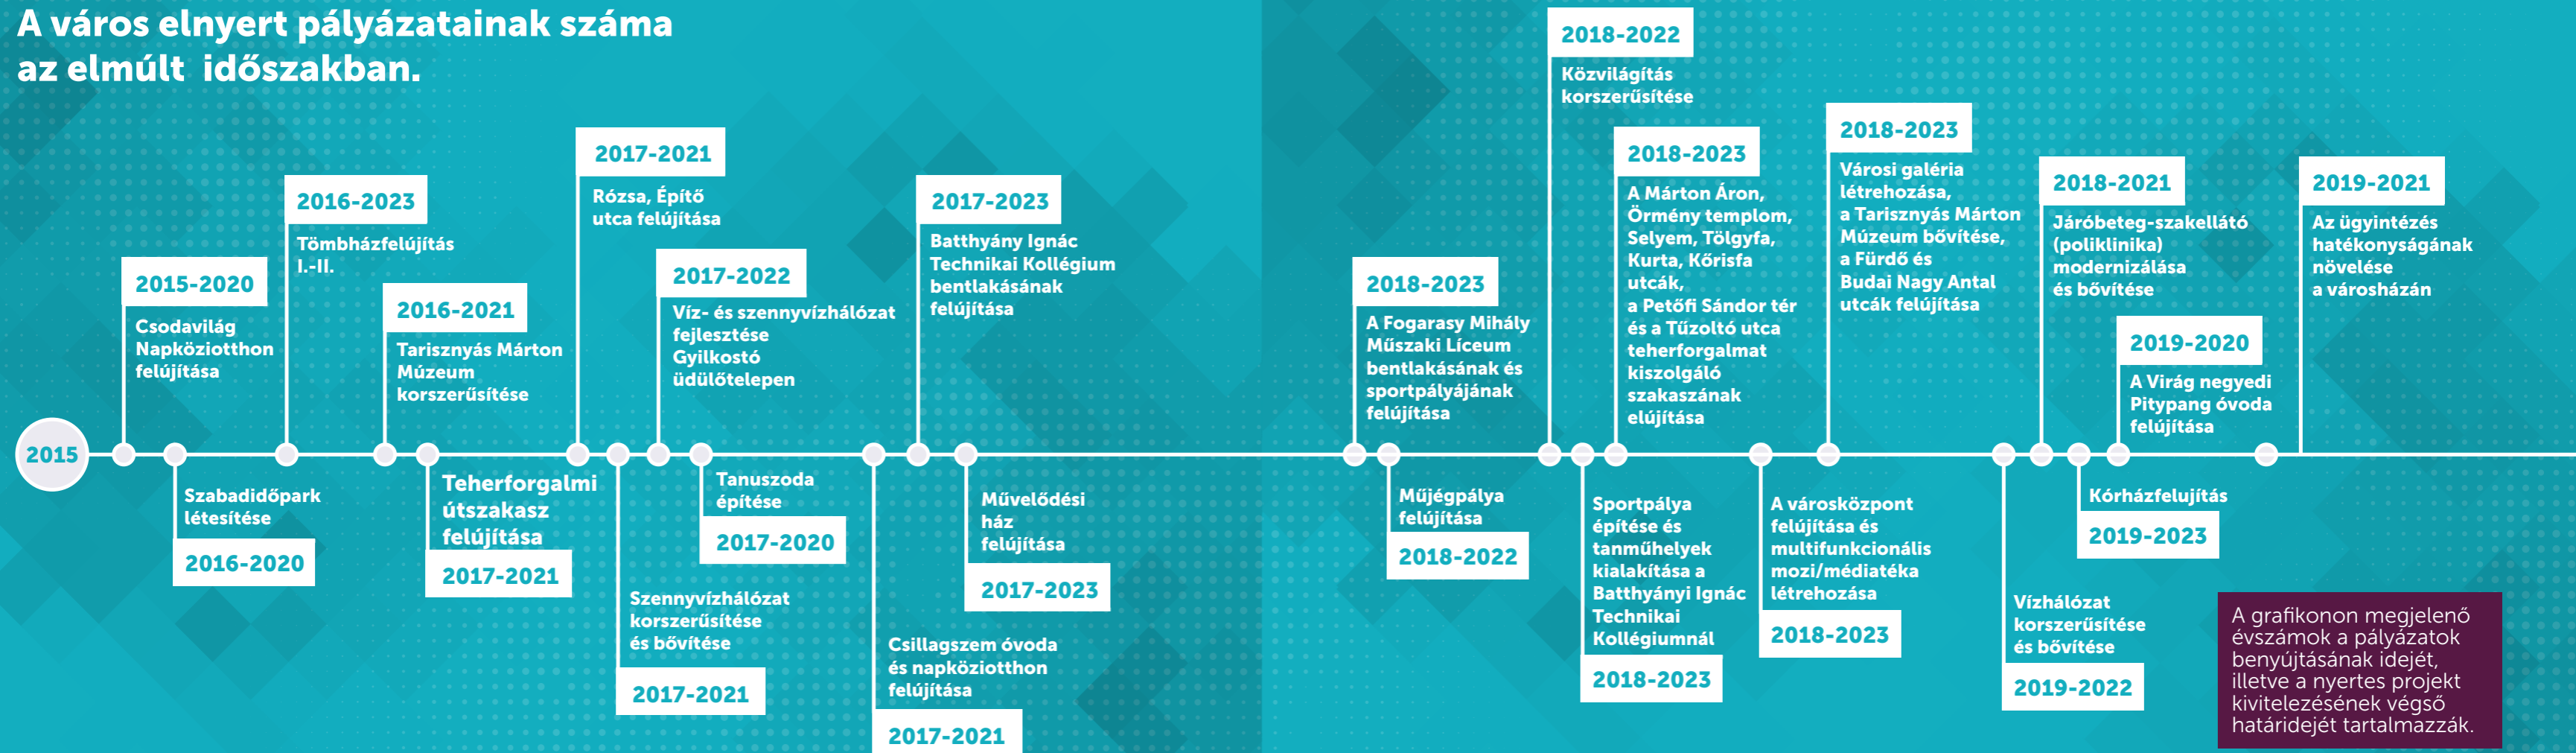 A város elnyert pályázatainak száma
az elmúlt időszakban.
2015
2015-2020
Csodavilág
Napköziotthon
felújítása
Szabadidőpark
létesítése
2016-2020
2016-2023
Tömbházfelújítás
I.-II.
2016-2021
Tarisznyás Márton
Múzeum
korszerűsítése
Teherforgalmi
útszakasz
felújítása
2017-2021
2017-2021
Rózsa, Építő
utca felújítása
Szennyvízhálózat
korszerűsítése
és bővítése
2017-2021
2017-2022
Víz- és szennyvízhálózat
fejlesztése
Gyilkostó
üdülőtelepen
Tanuszoda
építése
2017-2020
Csillagszem óvoda
és napköziotthon
felújítása
2017-2021
2017-2023
Batthyány Ignác
Technikai Kollégium
bentlakásának
felújítása
Művelődési
ház
felújítása
2017-2023
2018-2023
A Fogarasy Mihály
Műszaki Líceum
bentlakásának és
sportpályájának
felújítása
Műjégpálya
felújítása
2018-2022
2018-2022
Közvilágítás
korszerűsítése
Sportpálya
építése és
tanműhelyek
kialakítása a
Batthyányi Ignác
Technikai
Kollégiumnál
2018-2023
2018-2023
A Márton Áron,
Örmény templom,
Selyem, Tölgyfa,
Kurta, Kőrisfa
utcák,
a Petőfi Sándor tér
és a Tűzoltó utca
teherforgalmat
kiszolgáló
szakaszának
elújítása
A városközpont
felújítása és
multifunkcionális
mozi/médiatéka
létrehozása
2018-2023
2018-2023
Városi galéria
létrehozása,
a Tarisznyás Márton
Múzeum bővítése,
a Fürdő és
Budai Nagy Antal
utcák felújítása
Vízhálózat
korszerűsítése
és bővítése
2019-2022
2018-2021
Járóbeteg-szakellátó
(poliklinika)
modernizálása
és bővítése
Kórházfelujítás
2019-2023
2019-2020
A Virág negyedi
Pitypang óvoda
felújítása
2019-2021
Az ügyintézés
hatékonyságának
növelése
a városházán
A grafikonon megjelenő
évszámok a pályázatok
benyújtásának idejét,
illetve a nyertes projekt
kivitelezésének végső
határidejét tartalmazzák.